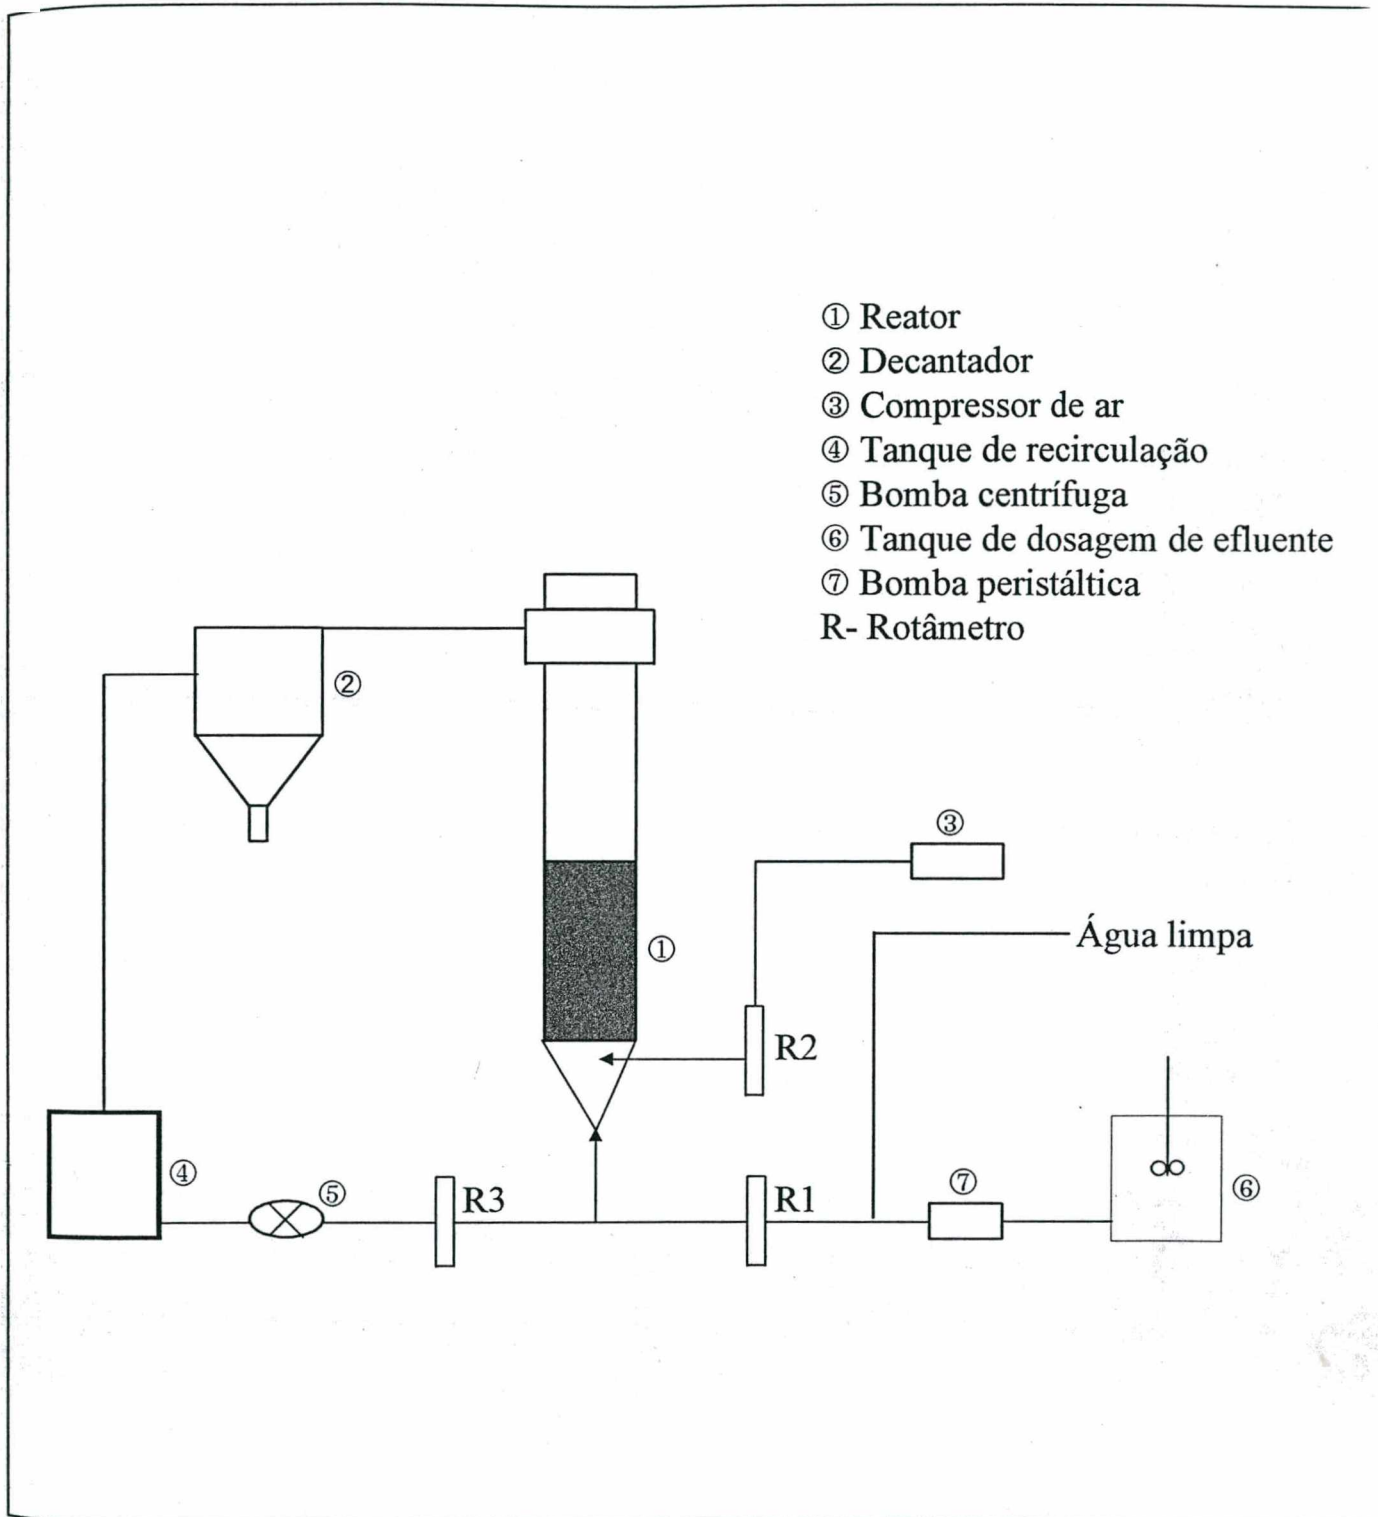 ① Reator
② Decantador
③ Compressor de ar
④ Tanque de recirculação
⑤ Bomba centrífuga
⑥ Tanque de dosagem de efluente
⑦ Bomba peristáltica
R- Rotâmetro
②
③
①
Água limpa
R2
④
⑤
R3
R1
⑦
⑥